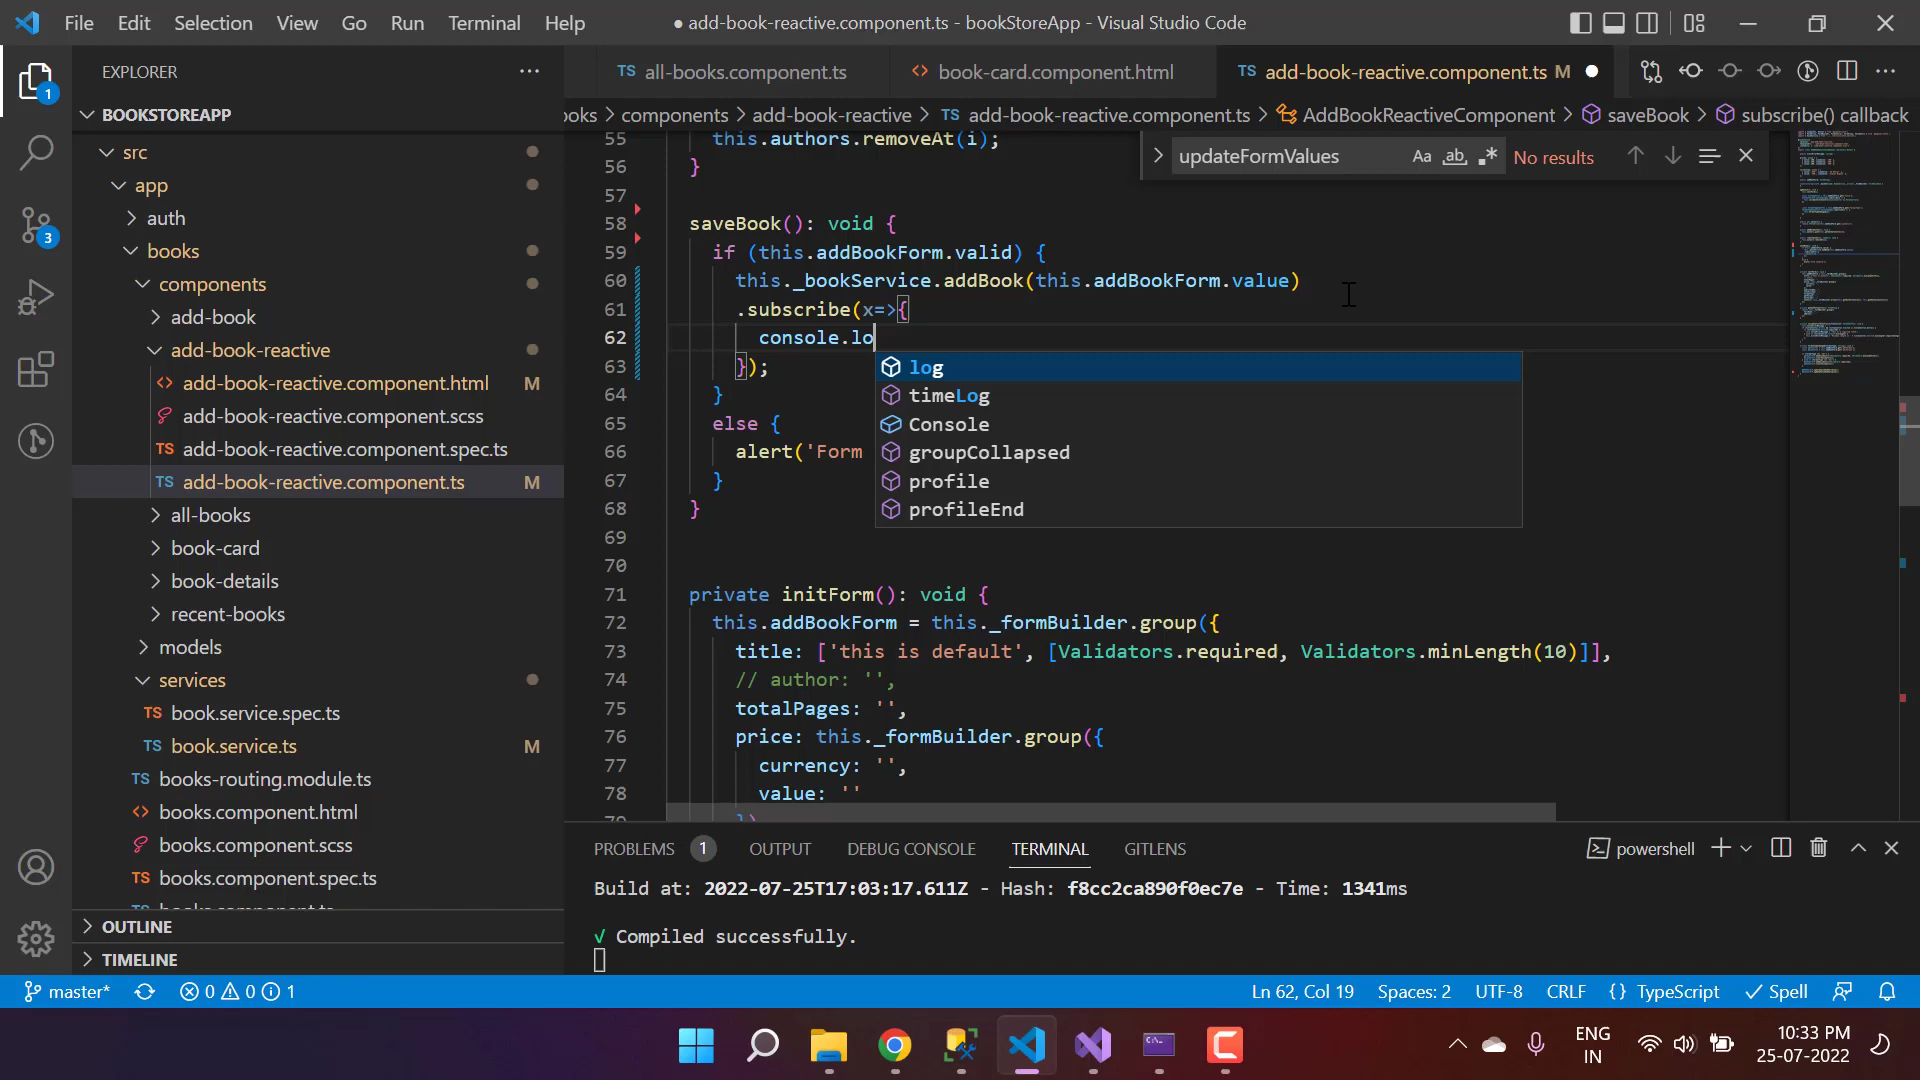 File Edit Selection View Go Run Terminal Help
● add-book-reactive.component.ts - bookStoreApp - Visual Studio Code
EXPLORER
TS all-books.component.ts
<> book-card.component.html
TS add-book-reactive.component.ts M
BOOKSTOREAPP
ooks > components > add-book-reactive > TS add-book-reactive.component.ts > AddBookReactiveComponent > saveBook > subscribe() callback
1
3
src
app
auth
books
components
add-book
add-book-reactive
<> add-book-reactive.component.html M
add-book-reactive.component.scss
TS add-book-reactive.component.spec.ts
TS add-book-reactive.component.ts M
all-books
book-card
book-details
recent-books
models
services
TS book.service.spec.ts
TS book.service.ts M
TS books-routing.module.ts
<> books.component.html
books.component.scss
TS books.component.spec.ts
OUTLINE
TIMELINE
updateFormValues Aa ab No results
55 this.authors.removeAt(i);
56 }
57
58 saveBook(): void {
59 if (this.addBookForm.valid) {
60 this._bookService.addBook(this.addBookForm.value)
61 .subscribe(x=>{
62 console.lo
63 });
64 }
65 else {
66 alert('Form
67 }
68 }
69
70
71 private initForm(): void {
72 this.addBookForm = this._formBuilder.group({
73 title: ['this is default', [Validators.required, Validators.minLength(10)]],
74 // author: '',
75 totalPages: '',
76 price: this._formBuilder.group({
77 currency: '',
78 value: ''
log
timeLog
Console
groupCollapsed
profile
profileEnd
PROBLEMS 1 OUTPUT DEBUG CONSOLE TERMINAL GITLENS
powershell
Build at: 2022-07-25T17:03:17.611Z - Hash: f8cc2ca890f0ec7e - Time: 1341ms
√ Compiled successfully.
master* 0 0 1
Ln 62, Col 19 Spaces: 2 UTF-8 CRLF {} TypeScript Spell
ENG
IN
10:33 PM
25-07-2022